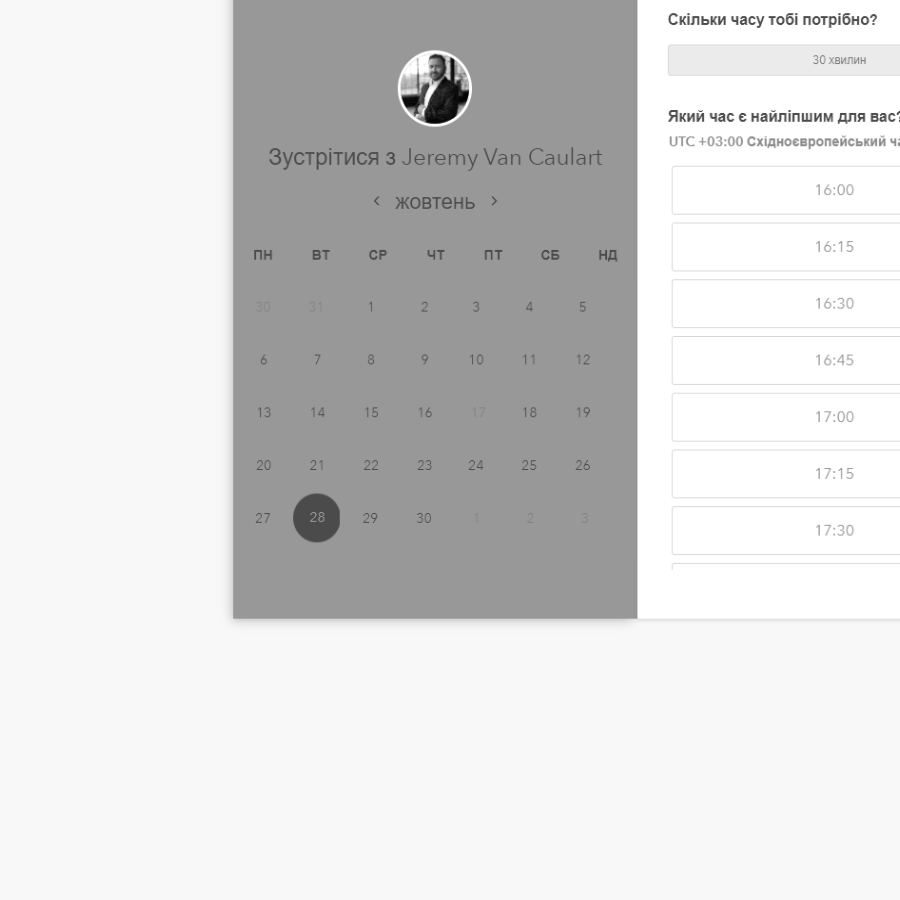 Зустрітися з Jeremy Van Caulart
жовтень
ПН ВТ СР ЧТ ПТ СБ НД
30 31 1 2 3 4 5
6 7 8 9 10 11 12
13 14 15 16 17 18 19
20 21 22 23 24 25 26
27 28 29 30 1 2 3
Скільки часу тобі потрібно?
30 хвилин
Який час є найліпшим для вас?
UTC +03:00 Східноєвропейський ча
16:00
16:15
16:30
16:45
17:00
17:15
17:30